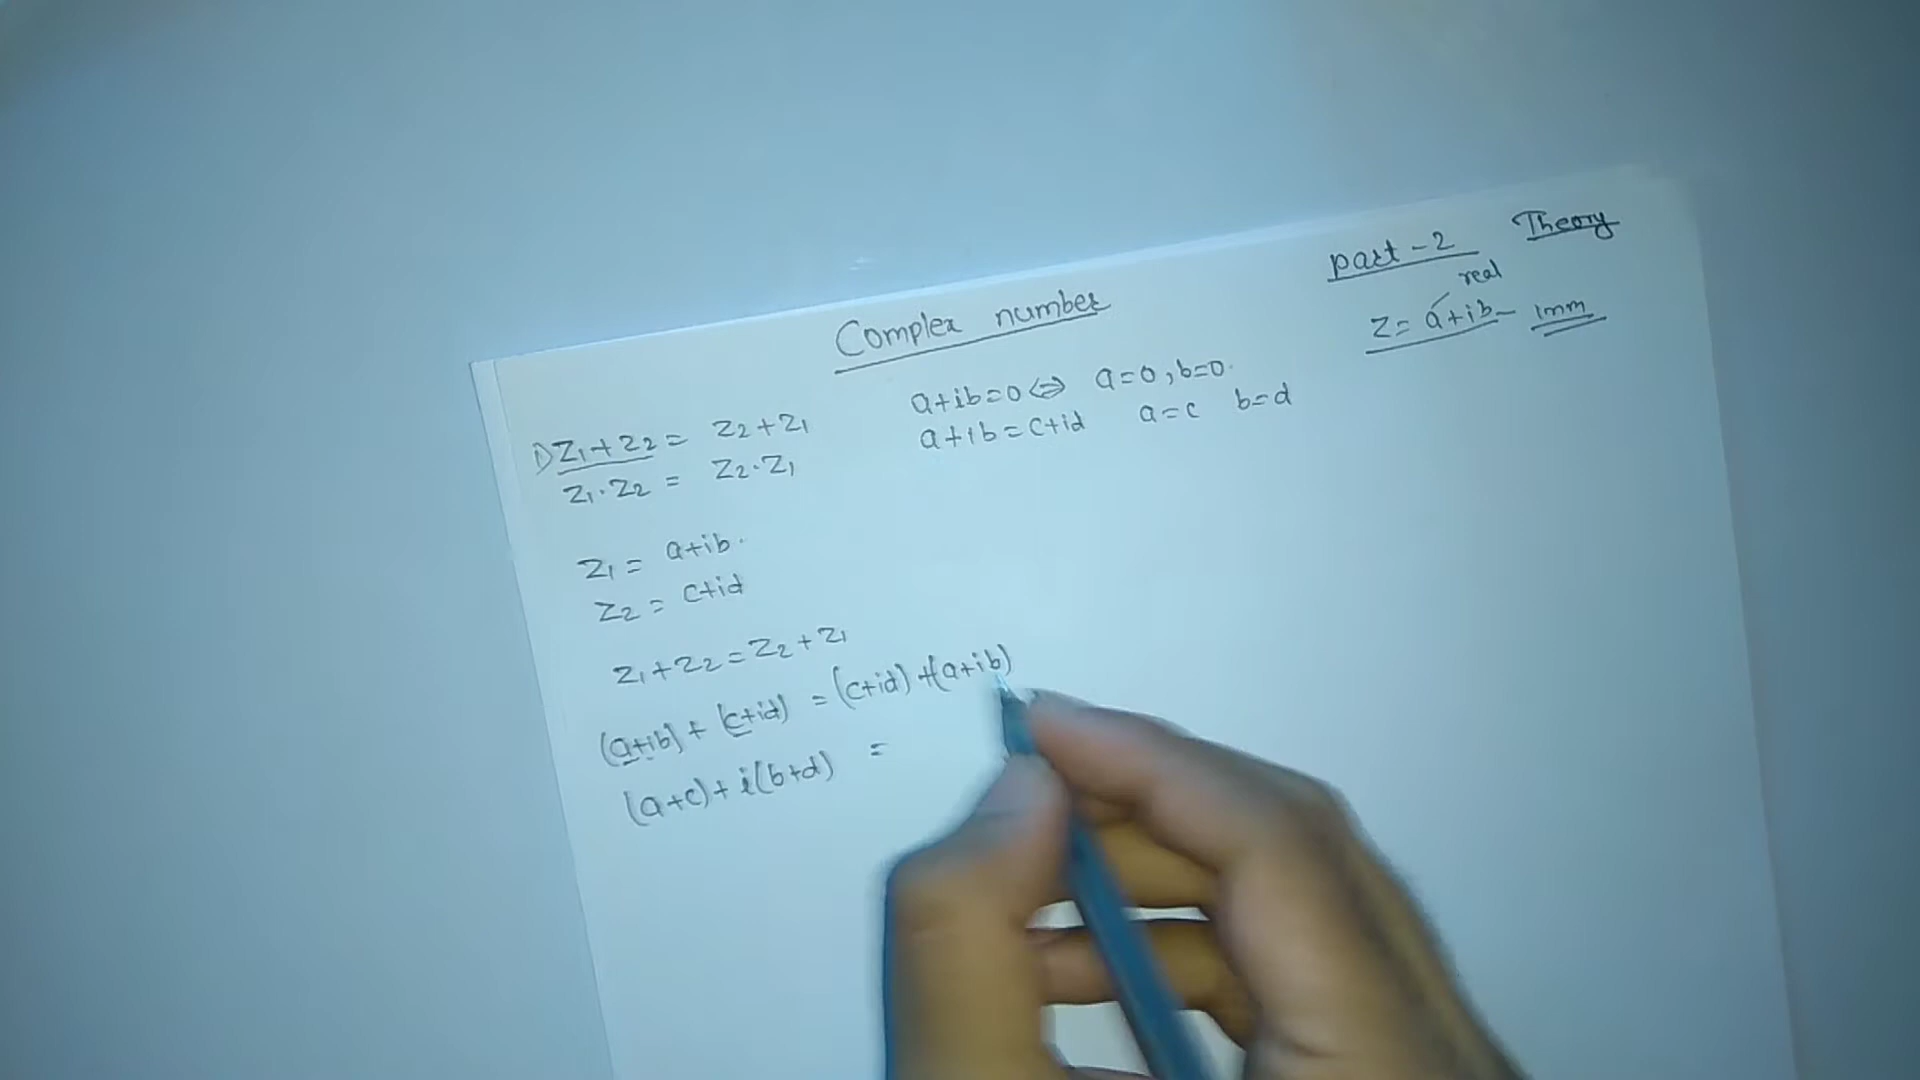 Theory
part - 2
real
z = a+ib - imm
Complex number
a+ib=0 ⇔ a=0, b=0.
a+ib = c+id a=c b=d
1) z₁+z₂ = z₂+z₁
z₁·z₂ = z₂·z₁
z₁ = a+ib.
z₂ = c+id
z₁+z₂ = z₂+z₁
(a+ib) + (c+id) = (c+id) + (a+ib)
(a+c) + i(b+d) =